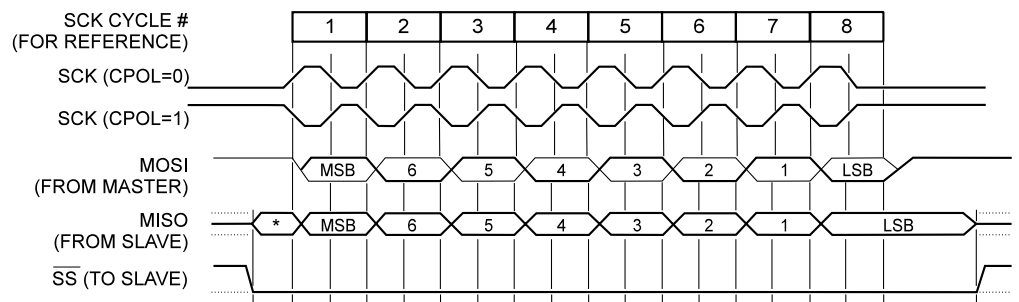 SCK CYCLE #
(FOR REFERENCE)
1 2 3 4 5 6 7 8
SCK (CPOL=0)
SCK (CPOL=1)
MOSI
(FROM MASTER)
MSB 6 5 4 3 2 1 LSB
MISO
(FROM SLAVE)
* MSB 6 5 4 3 2 1 LSB
SS (TO SLAVE)